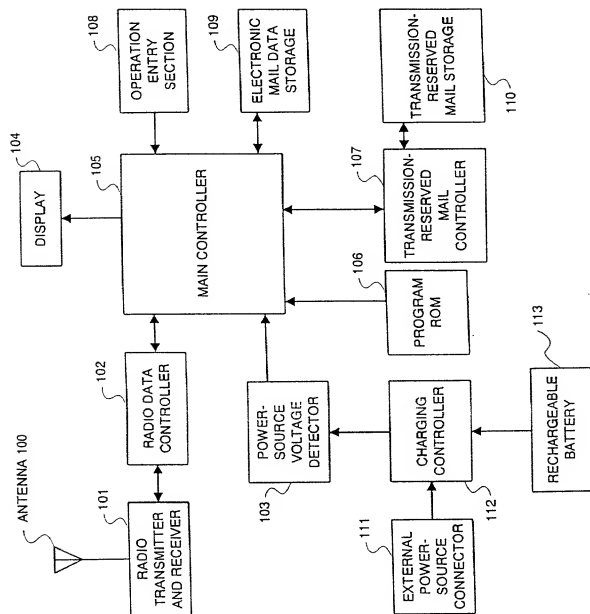 ANTENNA 100
101
RADIO
TRANSMITTER
AND RECEIVER
102
RADIO DATA
CONTROLLER
104
DISPLAY
105
MAIN CONTROLLER
108
OPERATION
ENTRY
SECTION
109
ELECTRONIC
MAIL DATA
STORAGE
POWER-
SOURCE
VOLTAGE
DETECTOR
103
106
PROGRAM
ROM
107
TRANSMISSION-
RESERVED
MAIL
CONTROLLER
TRANSMISSION-
RESERVED
MAIL STORAGE
110
111
EXTERNAL
POWER-
SOURCE
CONNECTOR
CHARGING
CONTROLLER
112
113
RECHARGEABLE
BATTERY